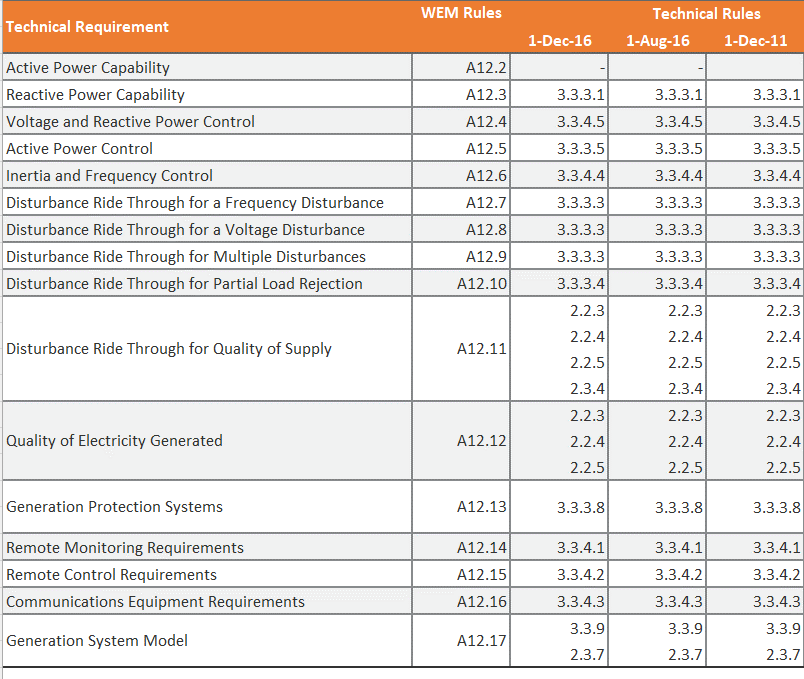 Technical Requirement WEM Rules Technical Rules
1-Dec-16 1-Aug-16 1-Dec-11
Active Power Capability A12.2 - -
Reactive Power Capability A12.3 3.3.3.1 3.3.3.1 3.3.3.1
Voltage and Reactive Power Control A12.4 3.3.4.5 3.3.4.5 3.3.4.5
Active Power Control A12.5 3.3.3.5 3.3.3.5 3.3.3.5
Inertia and Frequency Control A12.6 3.3.4.4 3.3.4.4 3.3.4.4
Disturbance Ride Through for a Frequency Disturbance A12.7 3.3.3.3 3.3.3.3 3.3.3.3
Disturbance Ride Through for a Voltage Disturbance A12.8 3.3.3.3 3.3.3.3 3.3.3.3
Disturbance Ride Through for Multiple Disturbances A12.9 3.3.3.3 3.3.3.3 3.3.3.3
Disturbance Ride Through for Partial Load Rejection A12.10 3.3.3.4 3.3.3.4 3.3.3.4
2.2.3 2.2.3 2.2.3
2.2.4 2.2.4 2.2.4
Disturbance Ride Through for Quality of Supply A12.11
2.2.5 2.2.5 2.2.5
2.3.4 2.3.4 2.3.4
2.2.3 2.2.3 2.2.3
Quality of Electricity Generated A12.12 2.2.4 2.2.4 2.2.4
2.2.5 2.2.5 2.2.5
Generation Protection Systems A12.13 3.3.3.8 3.3.3.8 3.3.3.8
Remote Monitoring Requirements A12.14 3.3.4.1 3.3.4.1 3.3.4.1
Remote Control Requirements A12.15 3.3.4.2 3.3.4.2 3.3.4.2
Communications Equipment Requirements A12.16 3.3.4.3 3.3.4.3 3.3.4.3
3.3.9 3.3.9 3.3.9
Generation System Model A12.17
2.3.7 2.3.7 2.3.7